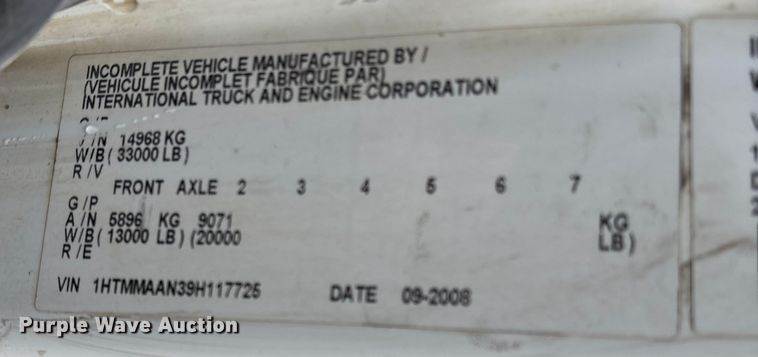 INCOMPLETE VEHICLE MANUFACTURED BY /
(VEHICULE INCOMPLET FABRIQUE PAR)
INTERNATIONAL TRUCK AND ENGINE CORPORATION
/N 14968 KG
W/B ( 33000 LB )
R /V
FRONT AXLE 2 3 4 5 6 7
G /P
A /N 5896 KG 9071 KG
W/B ( 13000 LB ) (20000 LB )
R /E
VIN 1HTMMAAN39H117725 DATE 09-2008
Purple Wave Auction